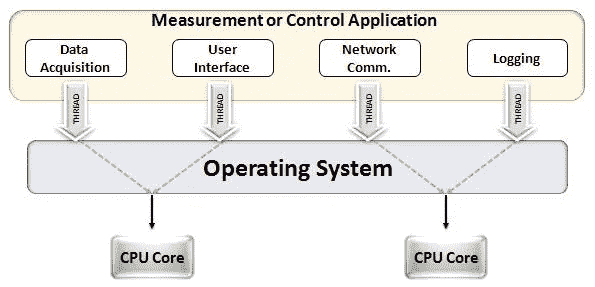 Measurement or Control Application
Data
Acquisition
User
Interface
Network
Comm.
Logging
THREAD
THREAD
THREAD
THREAD
Operating System
CPU Core
CPU Core